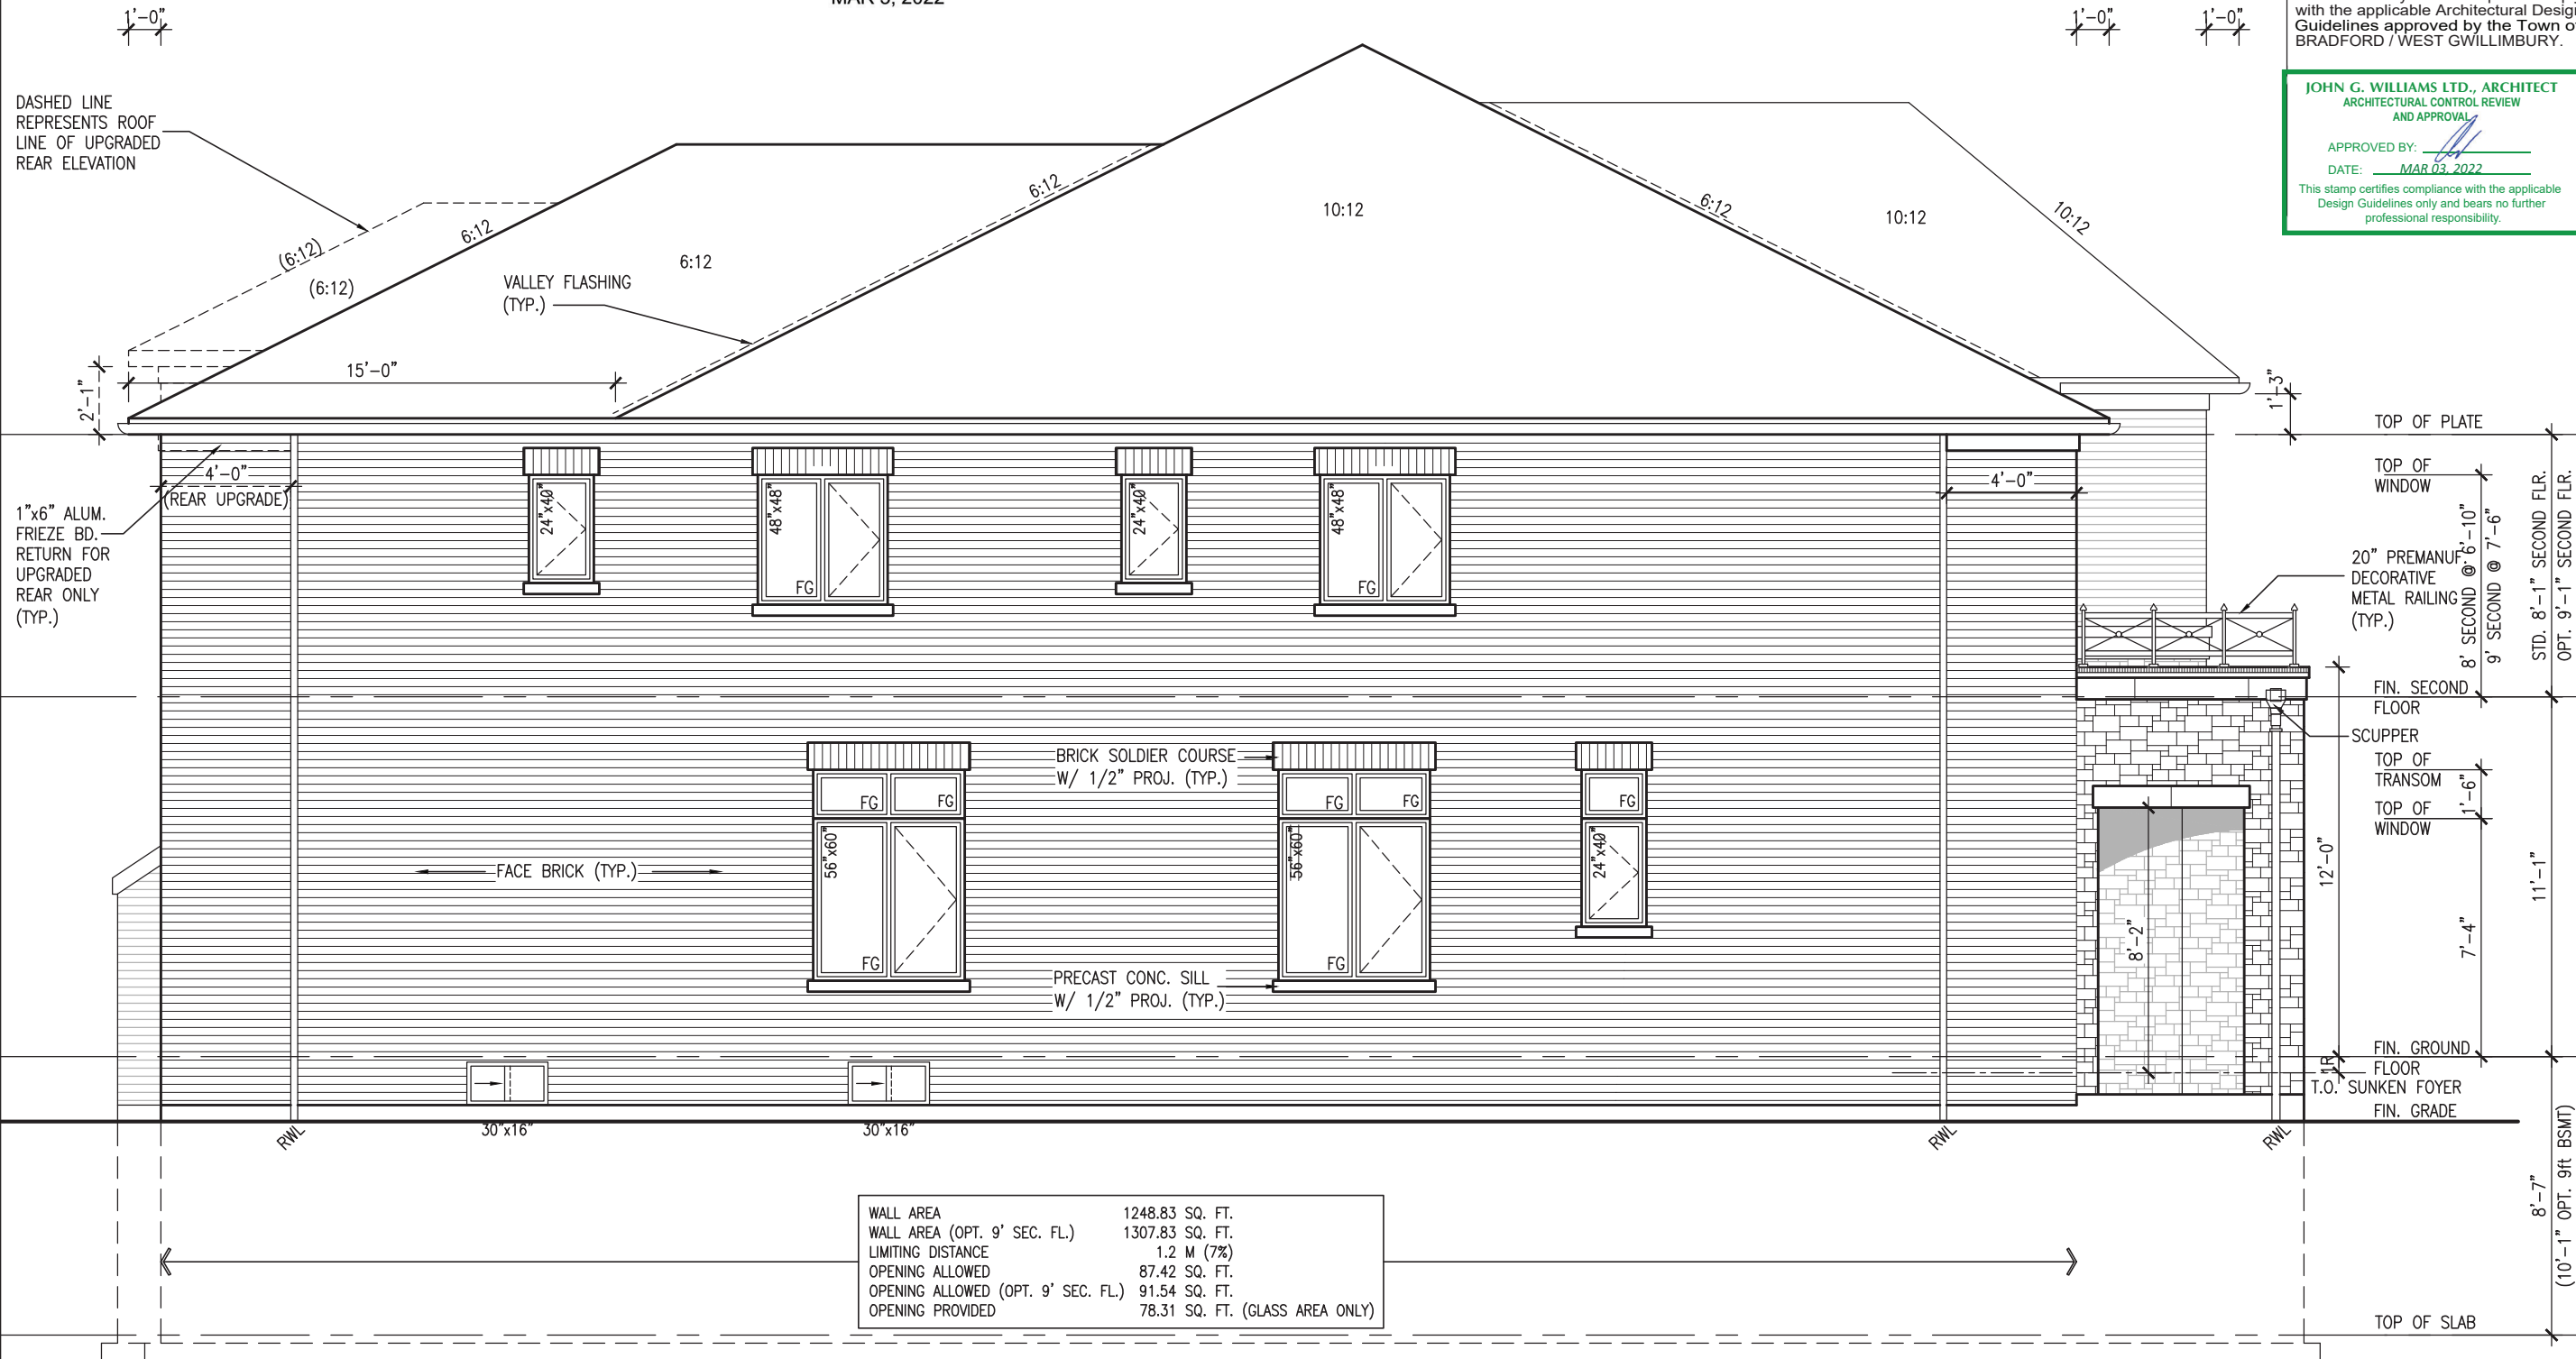 MAR 3, 2022
with the applicable Architectural Design
Guidelines approved by the Town of
BRADFORD / WEST GWILLIMBURY.
JOHN G. WILLIAMS LTD., ARCHITECT
ARCHITECTURAL CONTROL REVIEW
AND APPROVAL
APPROVED BY:
DATE: MAR 03, 2022
This stamp certifies compliance with the applicable
Design Guidelines only and bears no further
professional responsibility.
1'-0"
1'-0"
1'-0"
DASHED LINE
REPRESENTS ROOF
LINE OF UPGRADED
REAR ELEVATION
(6:12)
(6:12)
6:12
6:12
VALLEY FLASHING
(TYP.)
6:12
10:12
6:12
10:12
10:12
2'-1"
15'-0"
1'-3"
4'-0"
(REAR UPGRADE)
1"x6" ALUM.
FRIEZE BD.
RETURN FOR
UPGRADED
REAR ONLY
(TYP.)
24"x40"
48"x48"
FG
24"x40"
48"x48"
FG
4'-0"
TOP OF PLATE
TOP OF
WINDOW
8' SECOND @ 6'-10"
9' SECOND @ 7'-6"
STD. 8'-1" SECOND FLR.
OPT. 9'-1" SECOND FLR.
20" PREMANUF.
DECORATIVE
METAL RAILING
(TYP.)
FIN. SECOND
FLOOR
SCUPPER
TOP OF
TRANSOM
1'-6"
TOP OF
WINDOW
BRICK SOLDIER COURSE
W/ 1/2" PROJ. (TYP.)
FG
FG
56"x60"
FG
FG
FG
56"x60"
FG
FG
24"x40"
FACE BRICK (TYP.)
PRECAST CONC. SILL
W/ 1/2" PROJ. (TYP.)
8'-2"
12'-0"
7'-4"
11'-1"
1R
FIN. GROUND
FLOOR
T.O. SUNKEN FOYER
FIN. GRADE
RWL
30"x16"
30"x16"
RWL
RWL
8'-7"
(10'-1" OPT. 9ft BSMT)
WALL AREA 1248.83 SQ. FT.
WALL AREA (OPT. 9' SEC. FL.) 1307.83 SQ. FT.
LIMITING DISTANCE 1.2 M (7%)
OPENING ALLOWED 87.42 SQ. FT.
OPENING ALLOWED (OPT. 9' SEC. FL.) 91.54 SQ. FT.
OPENING PROVIDED 78.31 SQ. FT. (GLASS AREA ONLY)
TOP OF SLAB